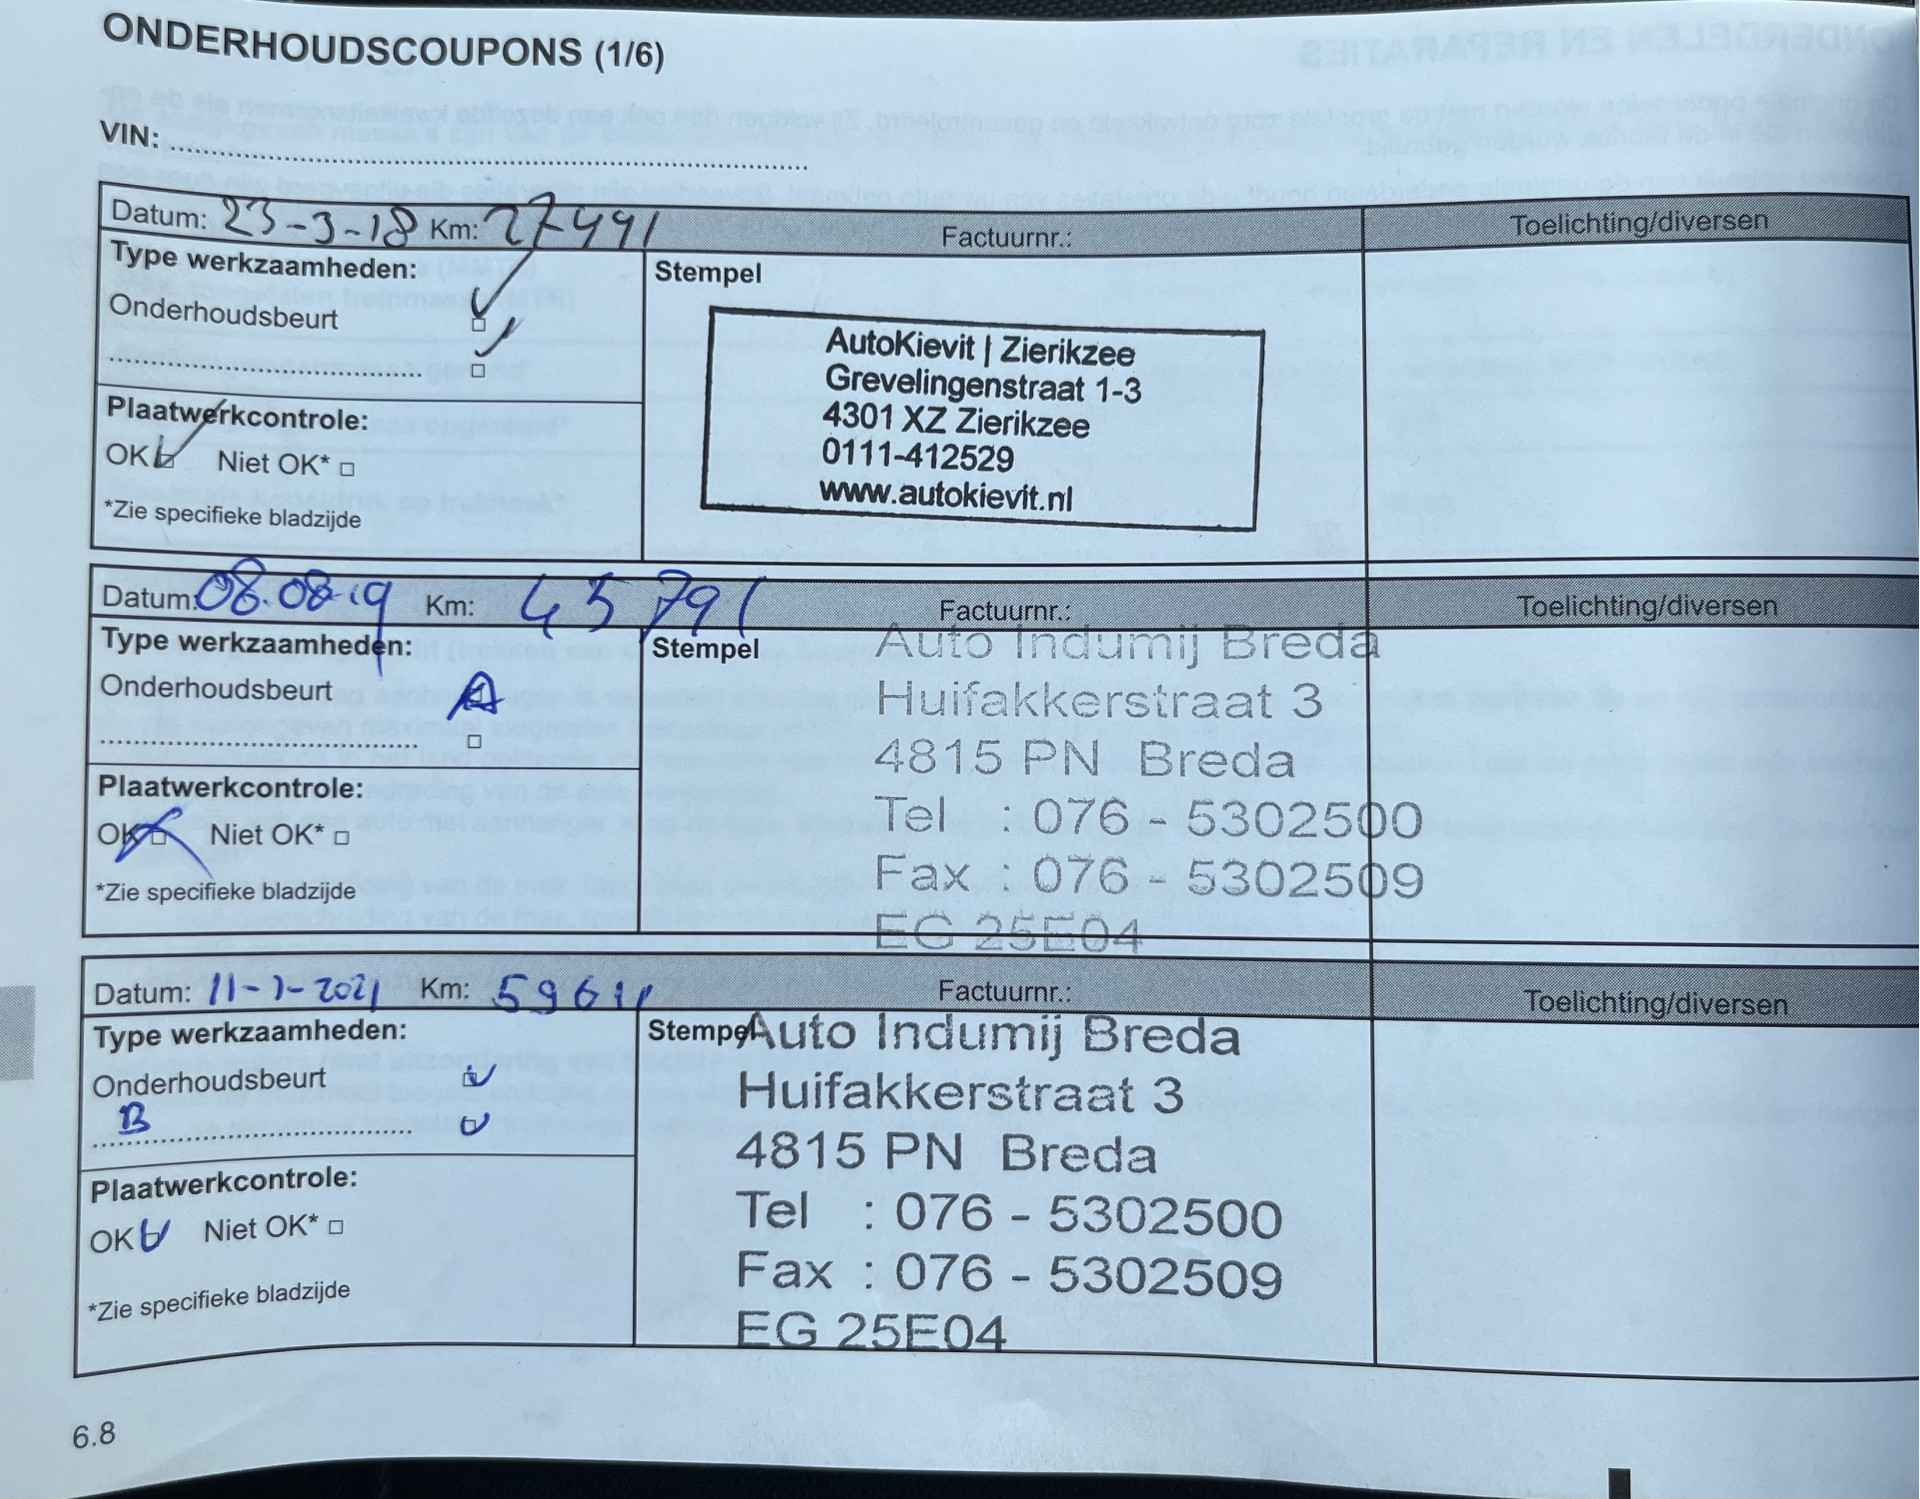 ONDERHOUDSCOUPONS (1/6)
VIN: ........................................
Datum: 23-3-18 Km: 27491 Factuurnr.: Toelichting/diversen
Type werkzaamheden:
Stempel
Onderhoudsbeurt
Plaatwerkcontrole:
OK Niet OK*
*Zie specifieke bladzijde
AutoKievit | Zierikzee
Grevelingenstraat 1-3
4301 XZ Zierikzee
0111-412529
www.autokievit.nl
Datum: 08.08.19 Km: 45791 Factuurnr.: Toelichting/diversen
Type werkzaamheden:
Stempel
Onderhoudsbeurt A
Plaatwerkcontrole:
OK Niet OK*
*Zie specifieke bladzijde
Auto Indumij Breda
Huifakkerstraat 3
4815 PN Breda
Tel : 076 - 5302500
Fax : 076 - 5302509
EG 25E04
Datum: 11-1-2021 Km: 59611 Factuurnr.: Toelichting/diversen
Type werkzaamheden:
Stempel
Onderhoudsbeurt
B
Plaatwerkcontrole:
OK Niet OK*
*Zie specifieke bladzijde
Auto Indumij Breda
Huifakkerstraat 3
4815 PN Breda
Tel : 076 - 5302500
Fax : 076 - 5302509
EG 25E04
6.8